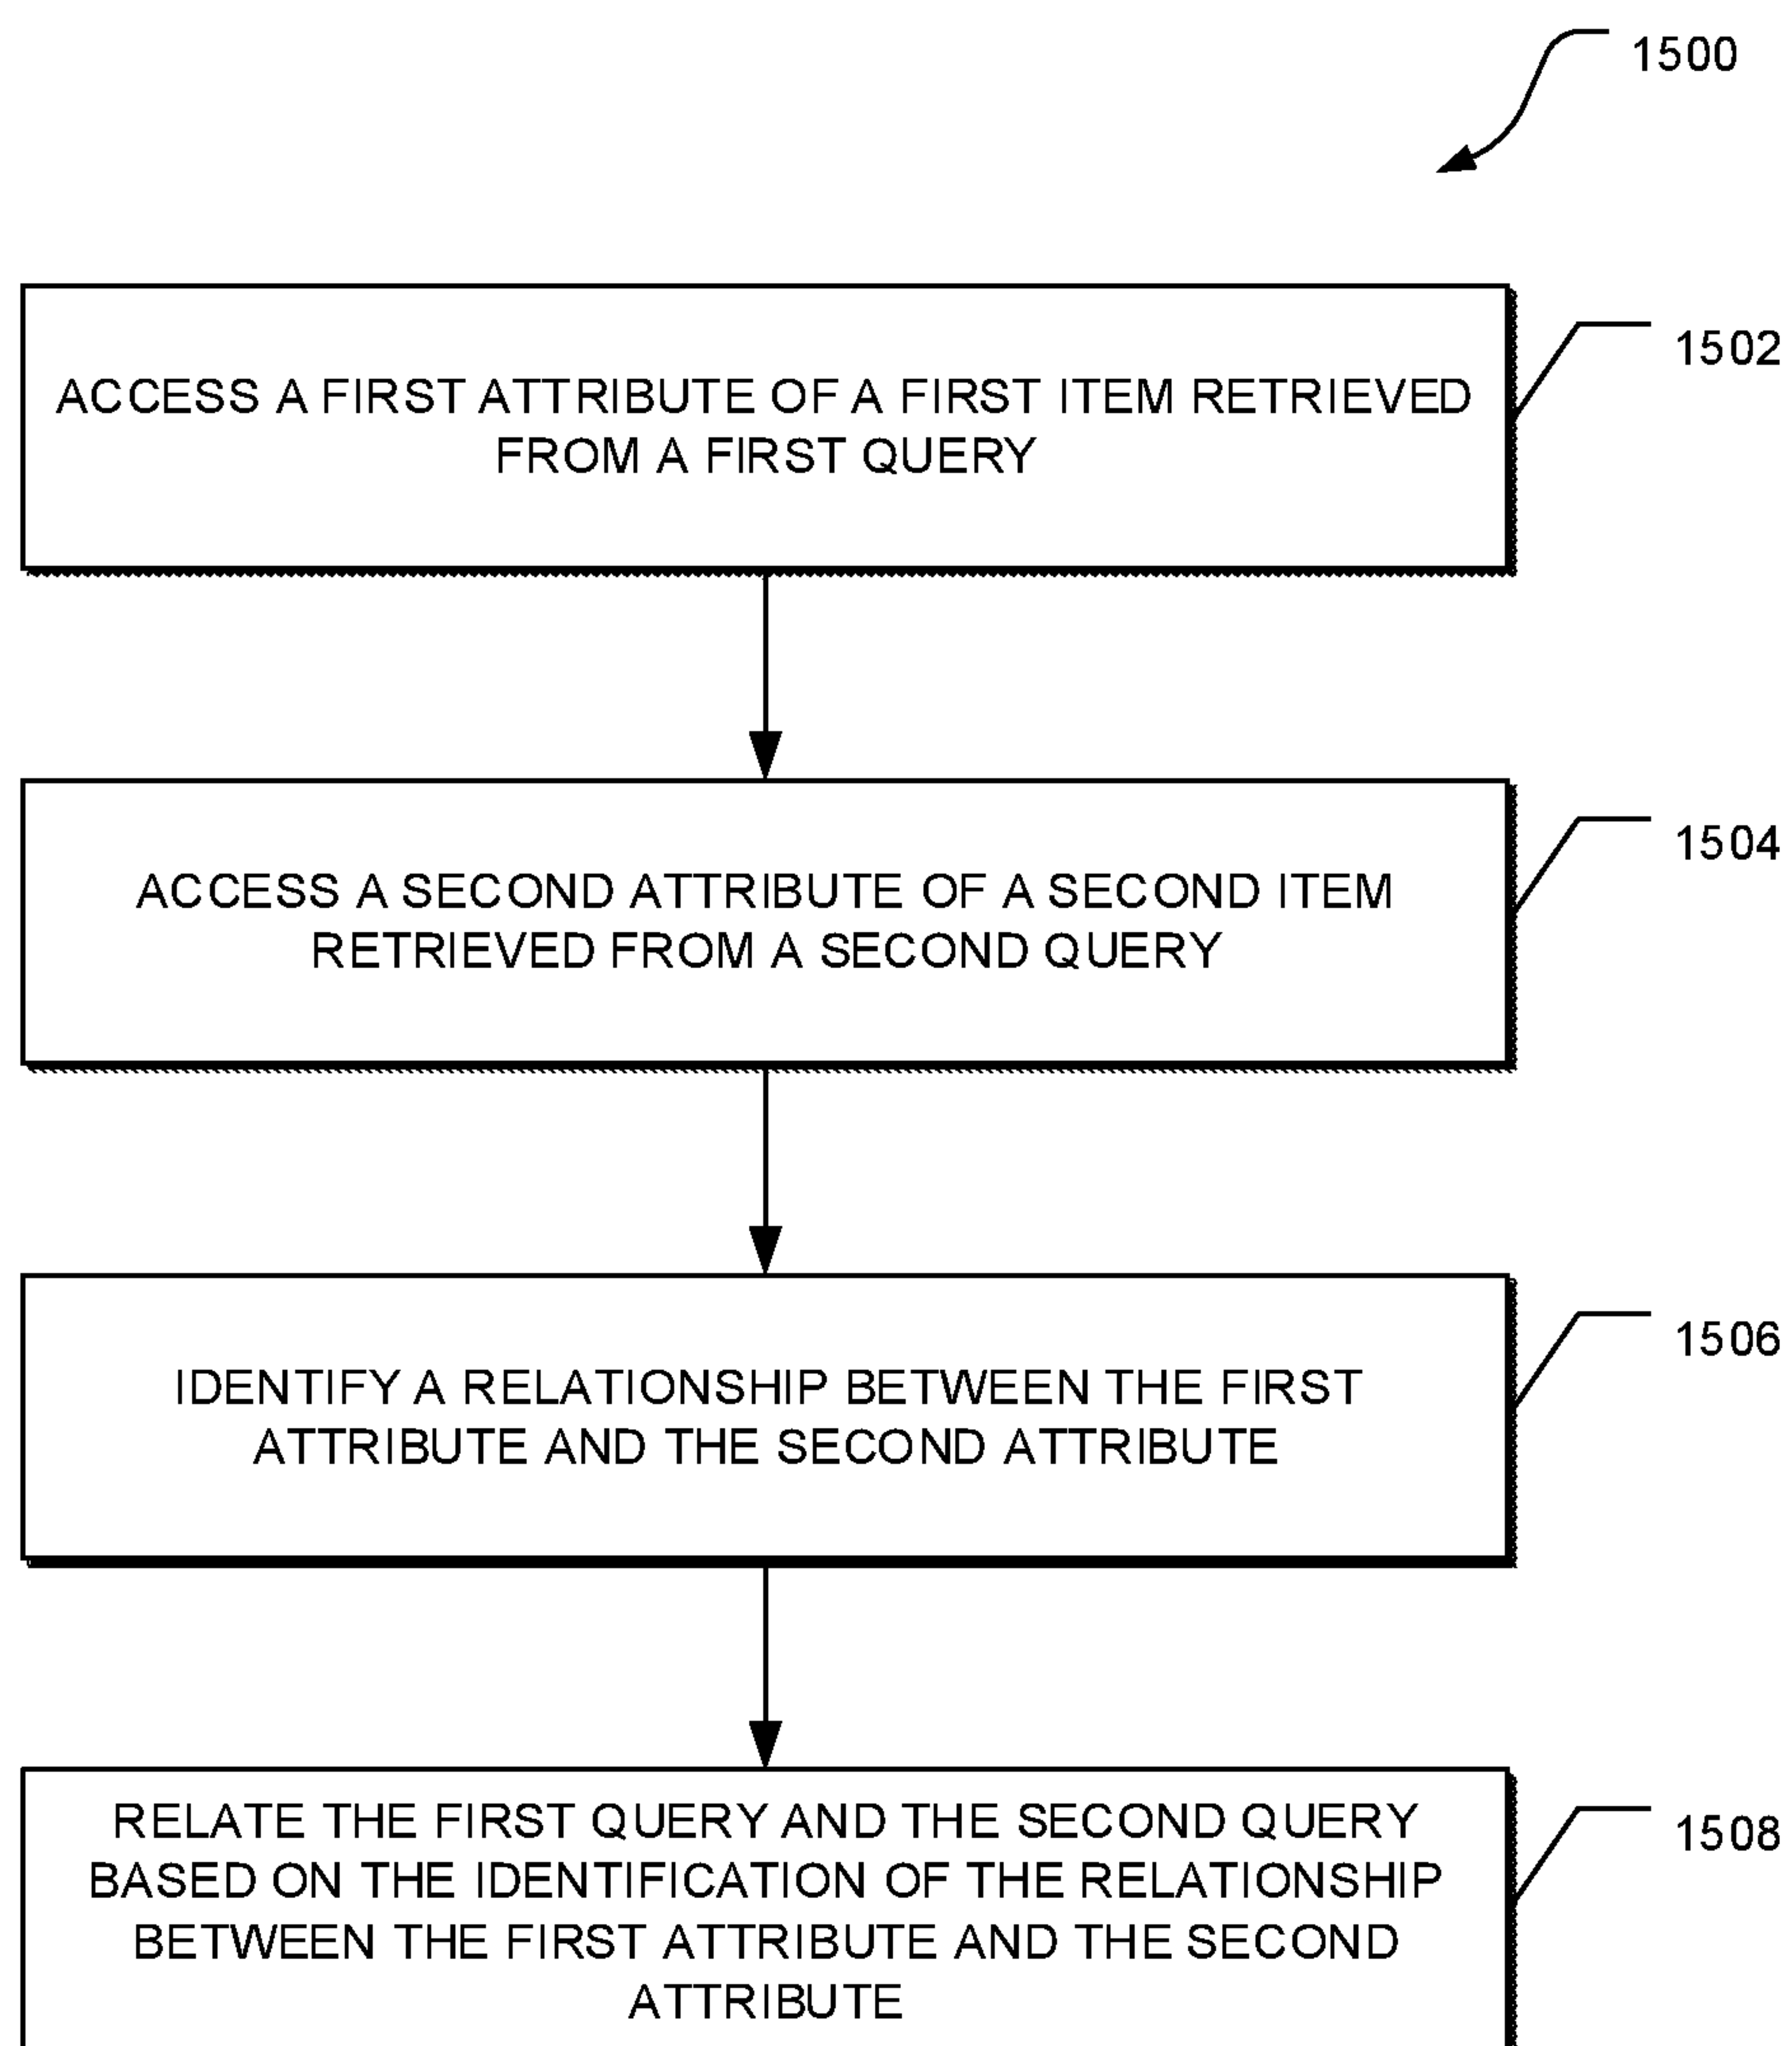 1500
ACCESS A FIRST ATTRIBUTE OF A FIRST ITEM RETRIEVED
FROM A FIRST QUERY
1502
ACCESS A SECOND ATTRIBUTE OF A SECOND ITEM
RETRIEVED FROM A SECOND QUERY
1504
IDENTIFY A RELATIONSHIP BETWEEN THE FIRST
ATTRIBUTE AND THE SECOND ATTRIBUTE
1506
RELATE THE FIRST QUERY AND THE SECOND QUERY
BASED ON THE IDENTIFICATION OF THE RELATIONSHIP
BETWEEN THE FIRST ATTRIBUTE AND THE SECOND
ATTRIBUTE
1508